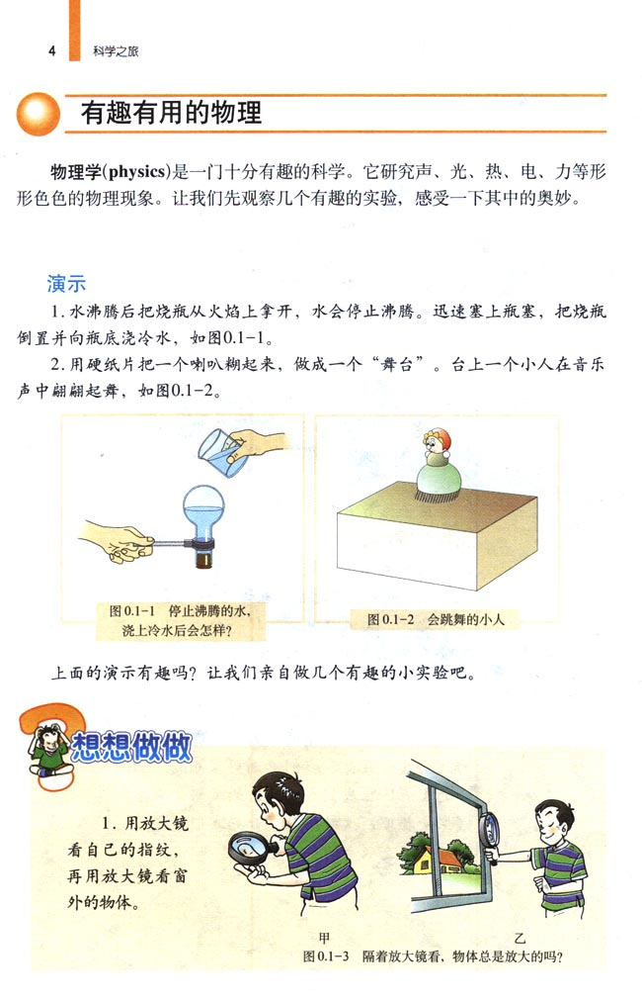 4 科学之旅
有趣有用的物理
物理学(physics)是一门十分有趣的科学。它研究声、光、热、电、力等形
形色色的物理现象。让我们先观察几个有趣的实验，感受一下其中的奥妙。
演示
1. 水沸腾后把烧瓶从火焰上拿开，水会停止沸腾。迅速塞上瓶塞，把烧瓶
倒置并向瓶底浇冷水，如图0.1-1。
2. 用硬纸片把一个喇叭糊起来，做成一个“舞台”。台上一个小人在音乐
声中翩翩起舞，如图0.1-2。
图 0.1-1 停止沸腾的水，
浇上冷水后会怎样？
图 0.1-2 会跳舞的小人
上面的演示有趣吗？让我们亲自做几个有趣的小实验吧。
想想做做
1. 用放大镜
看自己的指纹，
再用放大镜看窗
外的物体。
甲 乙
图 0.1-3 隔着放大镜看，物体总是放大的吗？